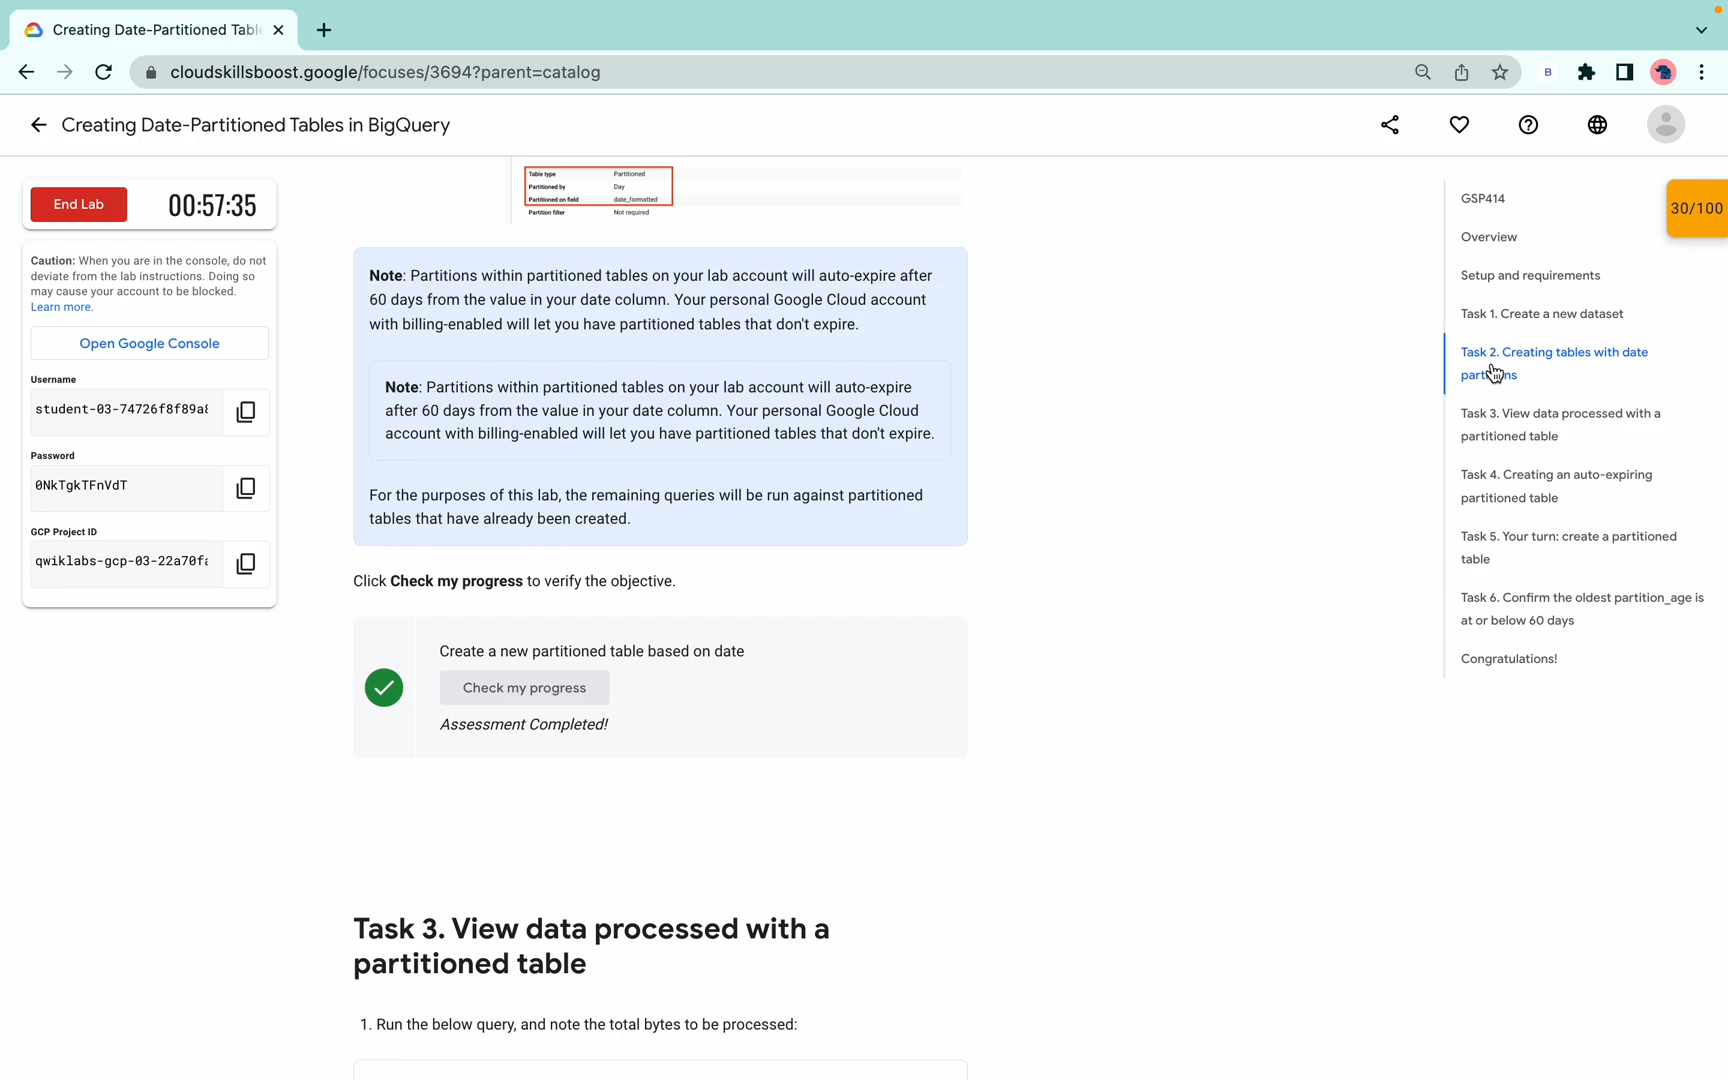 Creating Date-Partitioned Table
cloudskillsboost.google/focuses/3694?parent=catalog
B
Creating Date-Partitioned Tables in BigQuery
End Lab
00:57:35
Caution: When you are in the console, do not
deviate from the lab instructions. Doing so
may cause your account to be blocked.
Learn more.
Open Google Console
Username
student-03-74726f8f89a8
Password
0NkTgkTFnVdT
GCP Project ID
qwiklabs-gcp-03-22a70fa
Table type Partitioned
Partitioned by Day
Partitioned on field date_formatted
Partition filter Not required
Note: Partitions within partitioned tables on your lab account will auto-expire after
60 days from the value in your date column. Your personal Google Cloud account
with billing-enabled will let you have partitioned tables that don't expire.
Note: Partitions within partitioned tables on your lab account will auto-expire
after 60 days from the value in your date column. Your personal Google Cloud
account with billing-enabled will let you have partitioned tables that don't expire.
For the purposes of this lab, the remaining queries will be run against partitioned
tables that have already been created.
Click Check my progress to verify the objective.
Create a new partitioned table based on date
Check my progress
Assessment Completed!
Task 3. View data processed with a
partitioned table
1. Run the below query, and note the total bytes to be processed:
GSP414
Overview
Setup and requirements
Task 1. Create a new dataset
Task 2. Creating tables with date
partitions
Task 3. View data processed with a
partitioned table
Task 4. Creating an auto-expiring
partitioned table
Task 5. Your turn: create a partitioned
table
Task 6. Confirm the oldest partition_age is
at or below 60 days
Congratulations!
30/100